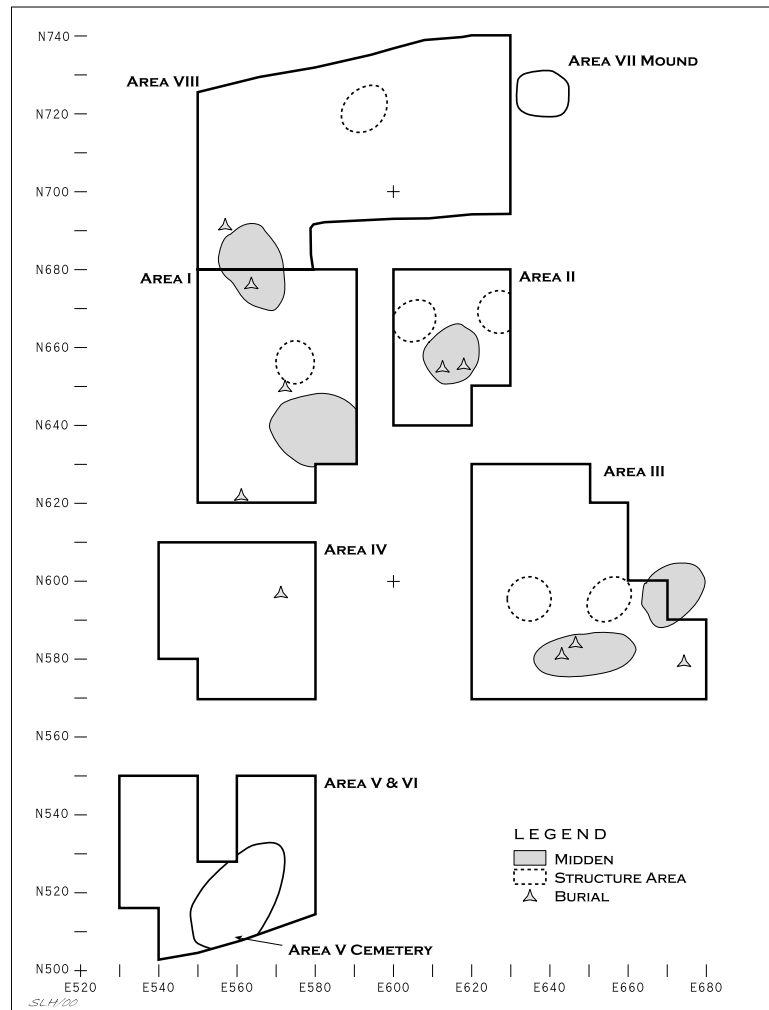 N740
AREA VIII
AREA VII MOUND
N720
N700
N680
AREA I
AREA II
N660
N640
N620
AREA III
AREA IV
N600
N580
N560
AREA V & VI
N540
LEGEND
MIDDEN
STRUCTURE AREA
BURIAL
N520
AREA V CEMETERY
N500
E520 E540 E560 E580 E600 E620 E640 E660 E680
SLH/00